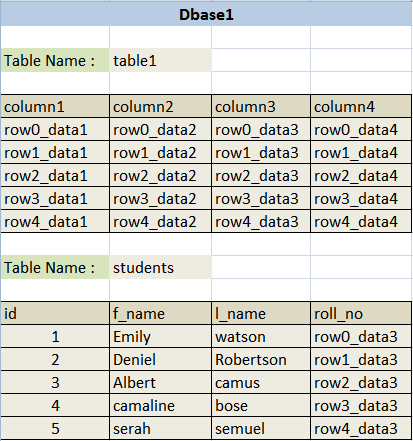 Dbase1
Table Name : table1
column1 column2 column3 column4
row0_data1 row0_data2 row0_data3 row0_data4
row1_data1 row1_data2 row1_data3 row1_data4
row2_data1 row2_data2 row2_data3 row2_data4
row3_data1 row3_data2 row3_data3 row3_data4
row4_data1 row4_data2 row4_data3 row4_data4
Table Name : students
id f_name l_name roll_no
1 Emily watson row0_data3
2 Deniel Robertson row1_data3
3 Albert camus row2_data3
4 camaline bose row3_data3
5 serah semuel row4_data3